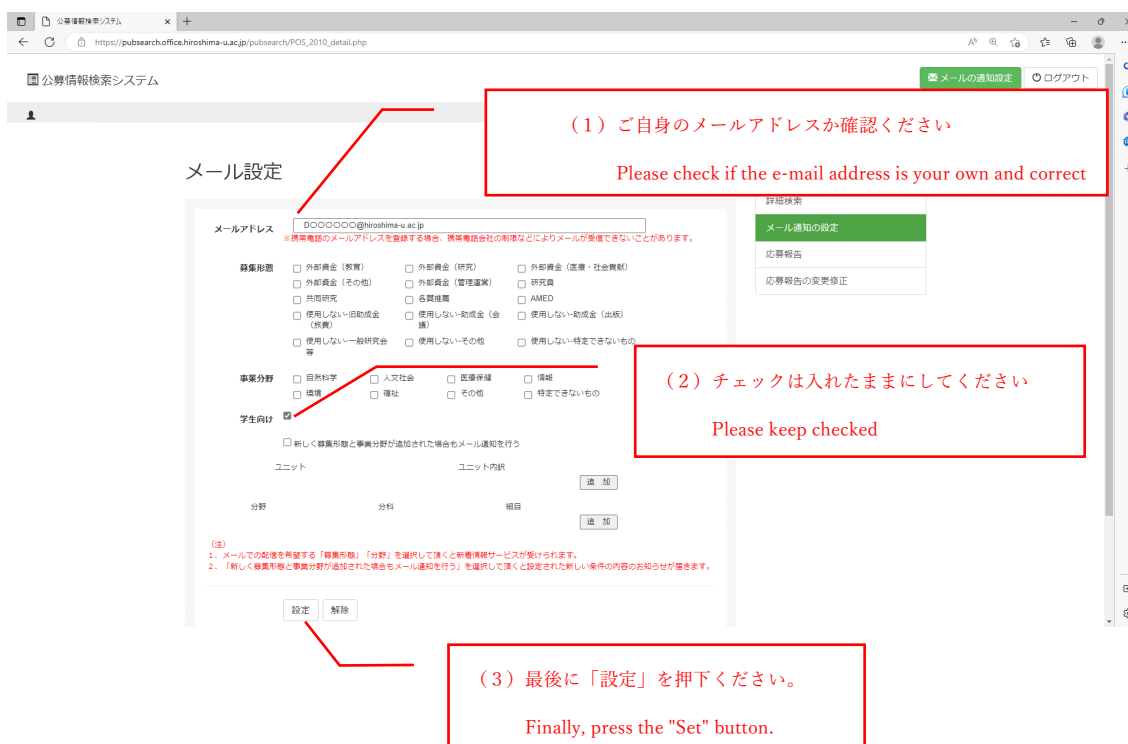 公募情報検索システム
https://pubsearch.office.hiroshima-u.ac.jp/pubsearch/POS_2010_detail.php
公募情報検索システム
メールの通知設定
ログアウト
(1)ご自身のメールアドレスか確認ください
Please check if the e-mail address is your own and correct
メール設定
詳細検索
メール通知の設定
応募報告
応募報告の変更修正
メールアドレス
D〇〇〇〇〇〇@hiroshima-u.ac.jp
※携帯電話のメールアドレスを登録する場合、携帯電話会社の制限などによりメールが受信できないことがあります。
募集形態
外部資金(教育) 外部資金(研究) 外部資金(医療・社会貢献)
外部資金(その他) 外部資金(管理運営) 研究員
共同研究 各賞推薦 AMED
使用しない-旧助成金(旅費) 使用しない-助成金(会議) 使用しない-助成金(出版)
使用しない-一般研究会等 使用しない-その他 使用しない-特定できないもの
事業分野
自然科学 人文社会 医療保健 情報
環境 福祉 その他 特定できないもの
(2)チェックは入れたままにしてください
Please keep checked
学生向け
新しく募集形態と事業分野が追加された場合もメール通知を行う
ユニット ユニット内訳
追 加
分野 分科 細目
追 加
(注)
1. メールでの配信を希望する「募集形態」「分野」を選択して頂くと新着情報サービスが受けられます。
2. 「新しく募集形態と事業分野が追加された場合もメール通知を行う」を選択して頂くと設定された新しい条件の内容のお知らせが届きます。
設定 解除
(3)最後に「設定」を押下ください。
Finally, press the "Set" button.